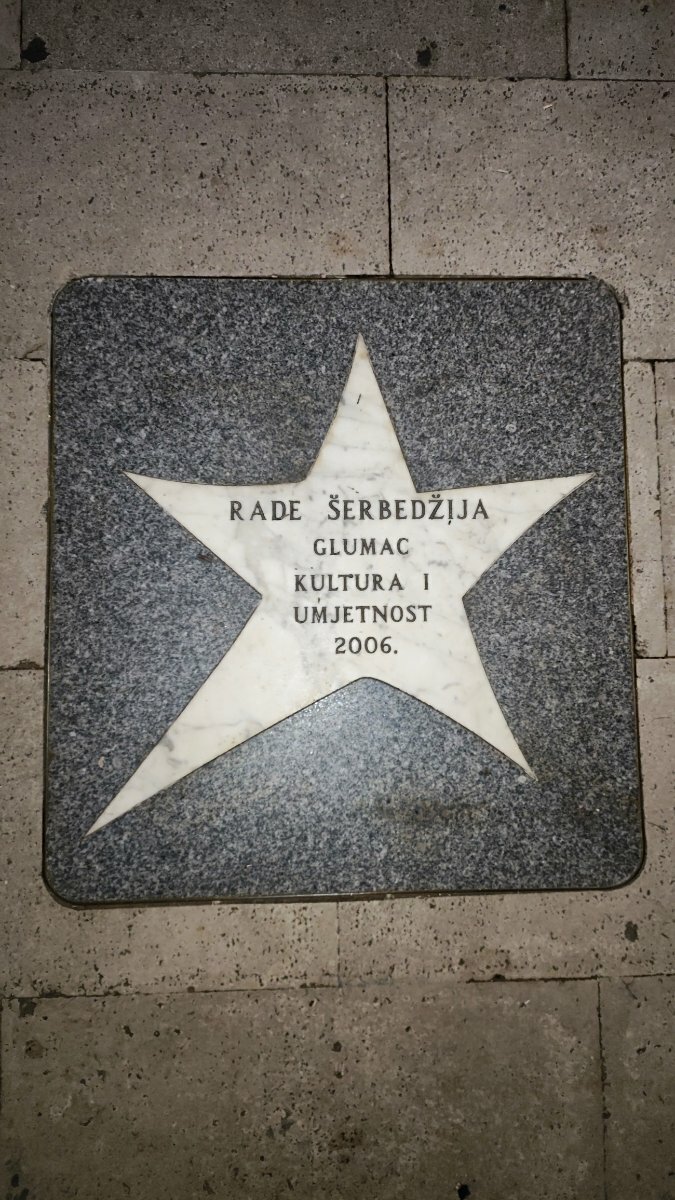 RADE ŠERBEDŽIJA
GLUMAC
KULTURA I
UMJETNOST
2006.